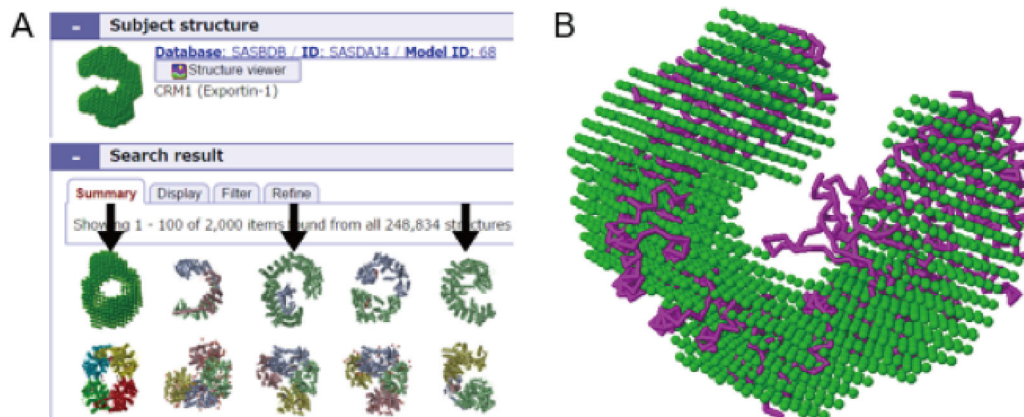 A
- Subject structure
Database: SASBDB / ID: SASDAJ4 / Model ID: 68
Structure viewer
CRM1 (Exportin-1)
- Search result
Summary Display Filter Refine
Showing 1 - 100 of 2,000 items found from all 248,834 structures
B